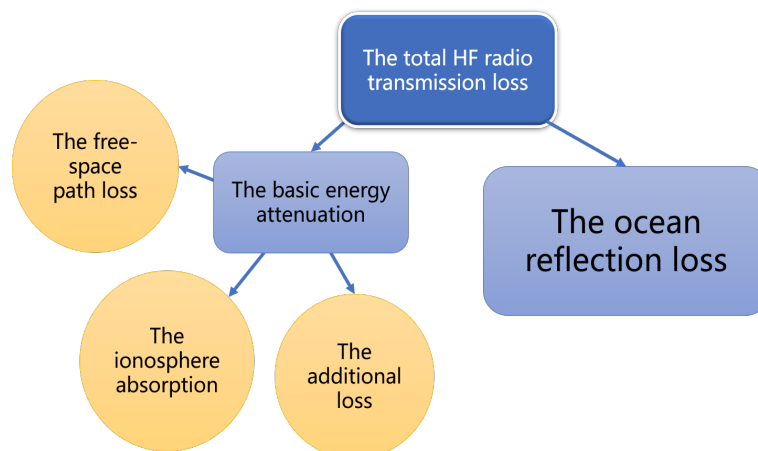 The total HF radio
transmission loss
The free-
space
path loss
The basic energy
attenuation
The ocean
reflection loss
The
ionosphere
absorption
The
additional
loss